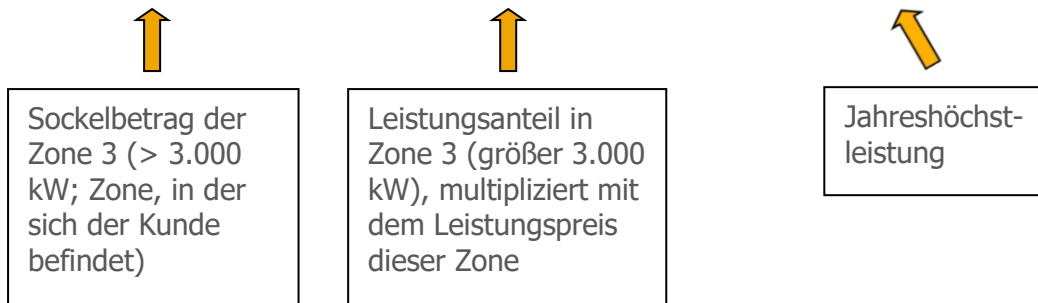 Sockelbetrag der
Zone 3 (> 3.000
kW; Zone, in der
sich der Kunde
befindet)
Leistungsanteil in
Zone 3 (größer 3.000
kW), multipliziert mit
dem Leistungspreis
dieser Zone
Jahreshöchst-
leistung